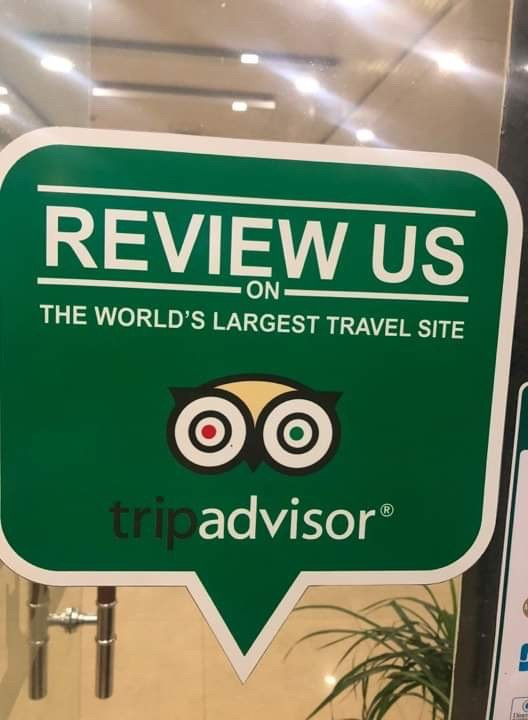 REVIEW US
ON
THE WORLD'S LARGEST TRAVEL SITE
tripadvisor®